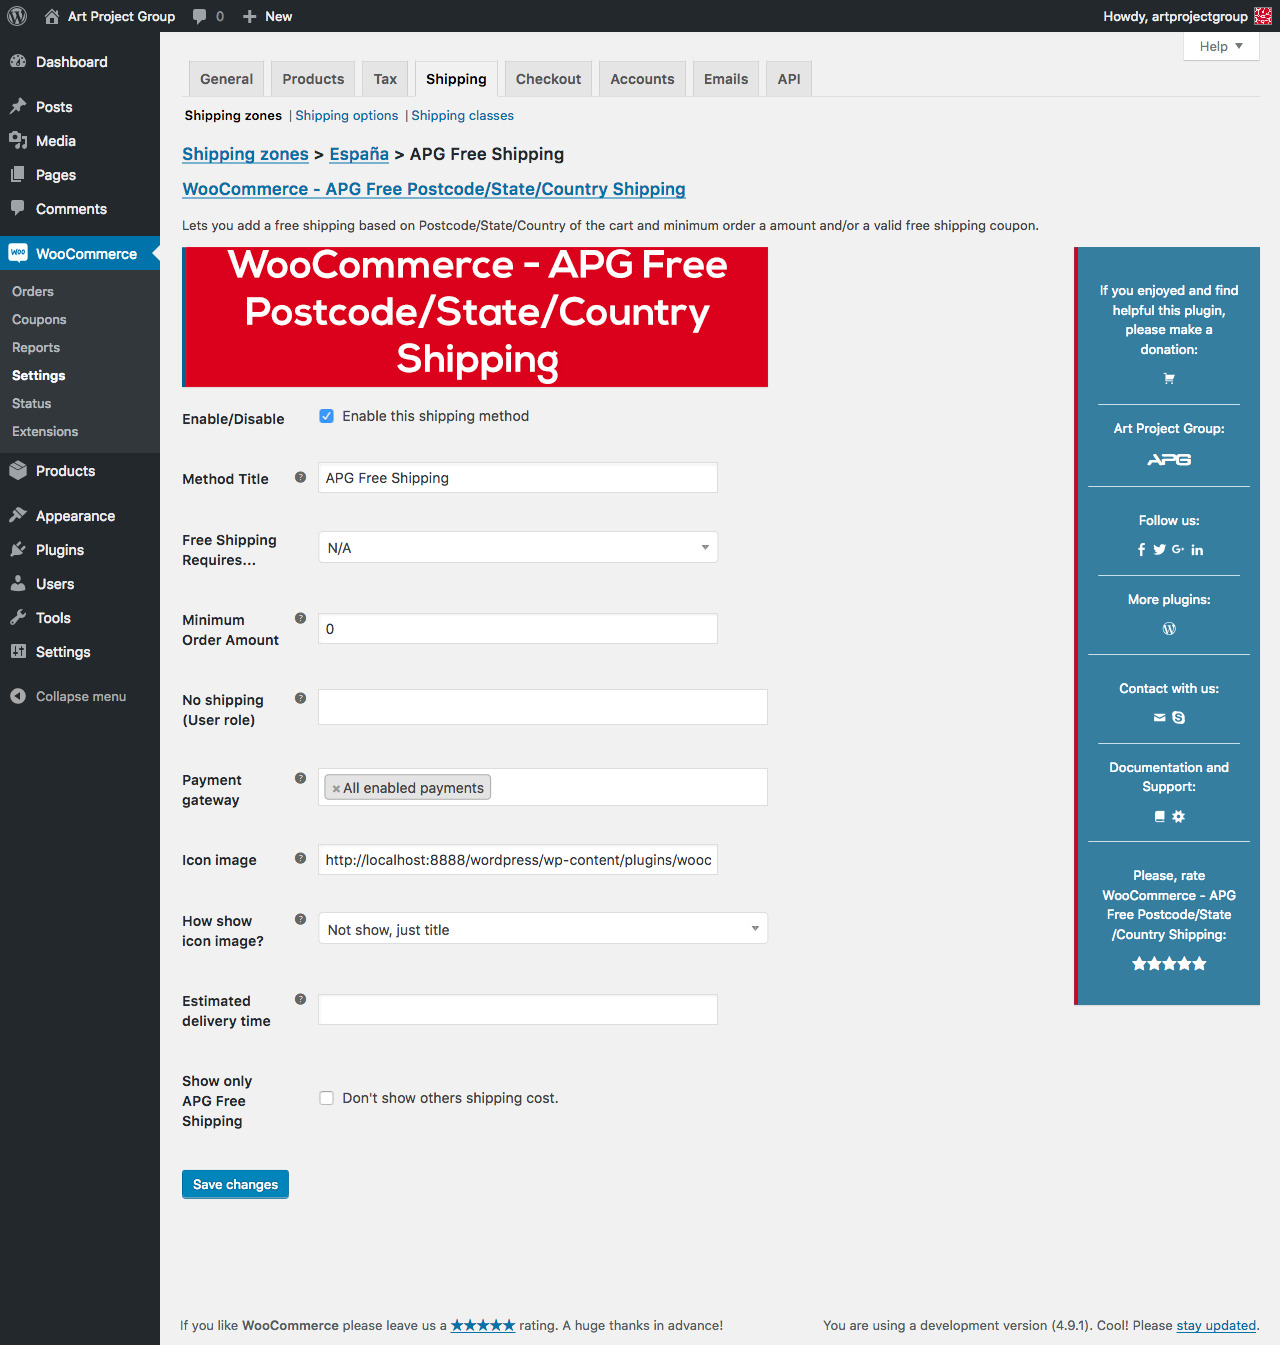 Art Project Group
0
New
Howdy, artprojectgroup
Help
Dashboard
Posts
Media
Pages
Comments
WooCommerce
Orders
Coupons
Reports
Settings
Status
Extensions
Products
Appearance
Plugins
Users
Tools
Settings
Collapse menu
General
Products
Tax
Shipping
Checkout
Accounts
Emails
API
Shipping zones | Shipping options | Shipping classes
Shipping zones > España > APG Free Shipping
WooCommerce - APG Free Postcode/State/Country Shipping
Lets you add a free shipping based on Postcode/State/Country of the cart and minimum order a amount and/or a valid free shipping coupon.
WooCommerce - APG Free
Postcode/State/Country
Shipping
Enable/Disable
Enable this shipping method
Method Title
APG Free Shipping
Free Shipping
Requires...
N/A
Minimum
Order Amount
0
No shipping
(User role)
Payment
gateway
×All enabled payments
Icon image
http://localhost:8888/wordpress/wp-content/plugins/wooc
How show
icon image?
Not show, just title
Estimated
delivery time
Show only
APG Free
Shipping
Don't show others shipping cost.
Save changes
If you enjoyed and find
helpful this plugin,
please make a
donation:
Art Project Group:
APG
Follow us:
More plugins:
Contact with us:
Documentation and
Support:
Please, rate
WooCommerce - APG
Free Postcode/State
/Country Shipping:
If you like WooCommerce please leave us a ★★★★★ rating. A huge thanks in advance!
You are using a development version (4.9.1). Cool! Please stay updated.